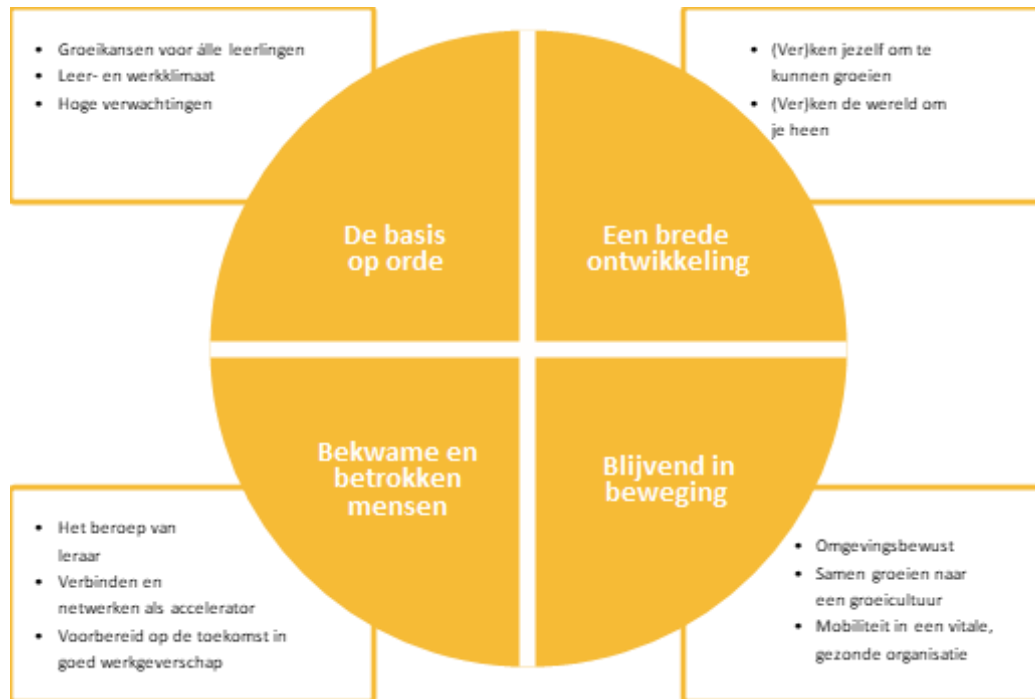 • Groeikansen voor álle leerlingen
• Leer- en werkklimaat
• Hoge verwachtingen
• (Ver)ken jezelf om te
kunnen groeien
• (Ver)ken de wereld om
je heen
De basis
op orde
Een brede
ontwikkeling
Bekwame en
betrokken
mensen
Blijvend in
beweging
• Het beroep van
leraar
• Verbinden en
netwerken als accelerator
• Voorbereid op de toekomst in
goed werkgeverschap
• Omgevingsbewust
• Samen groeien naar
een groeicultuur
• Mobiliteit in een vitale,
gezonde organisatie